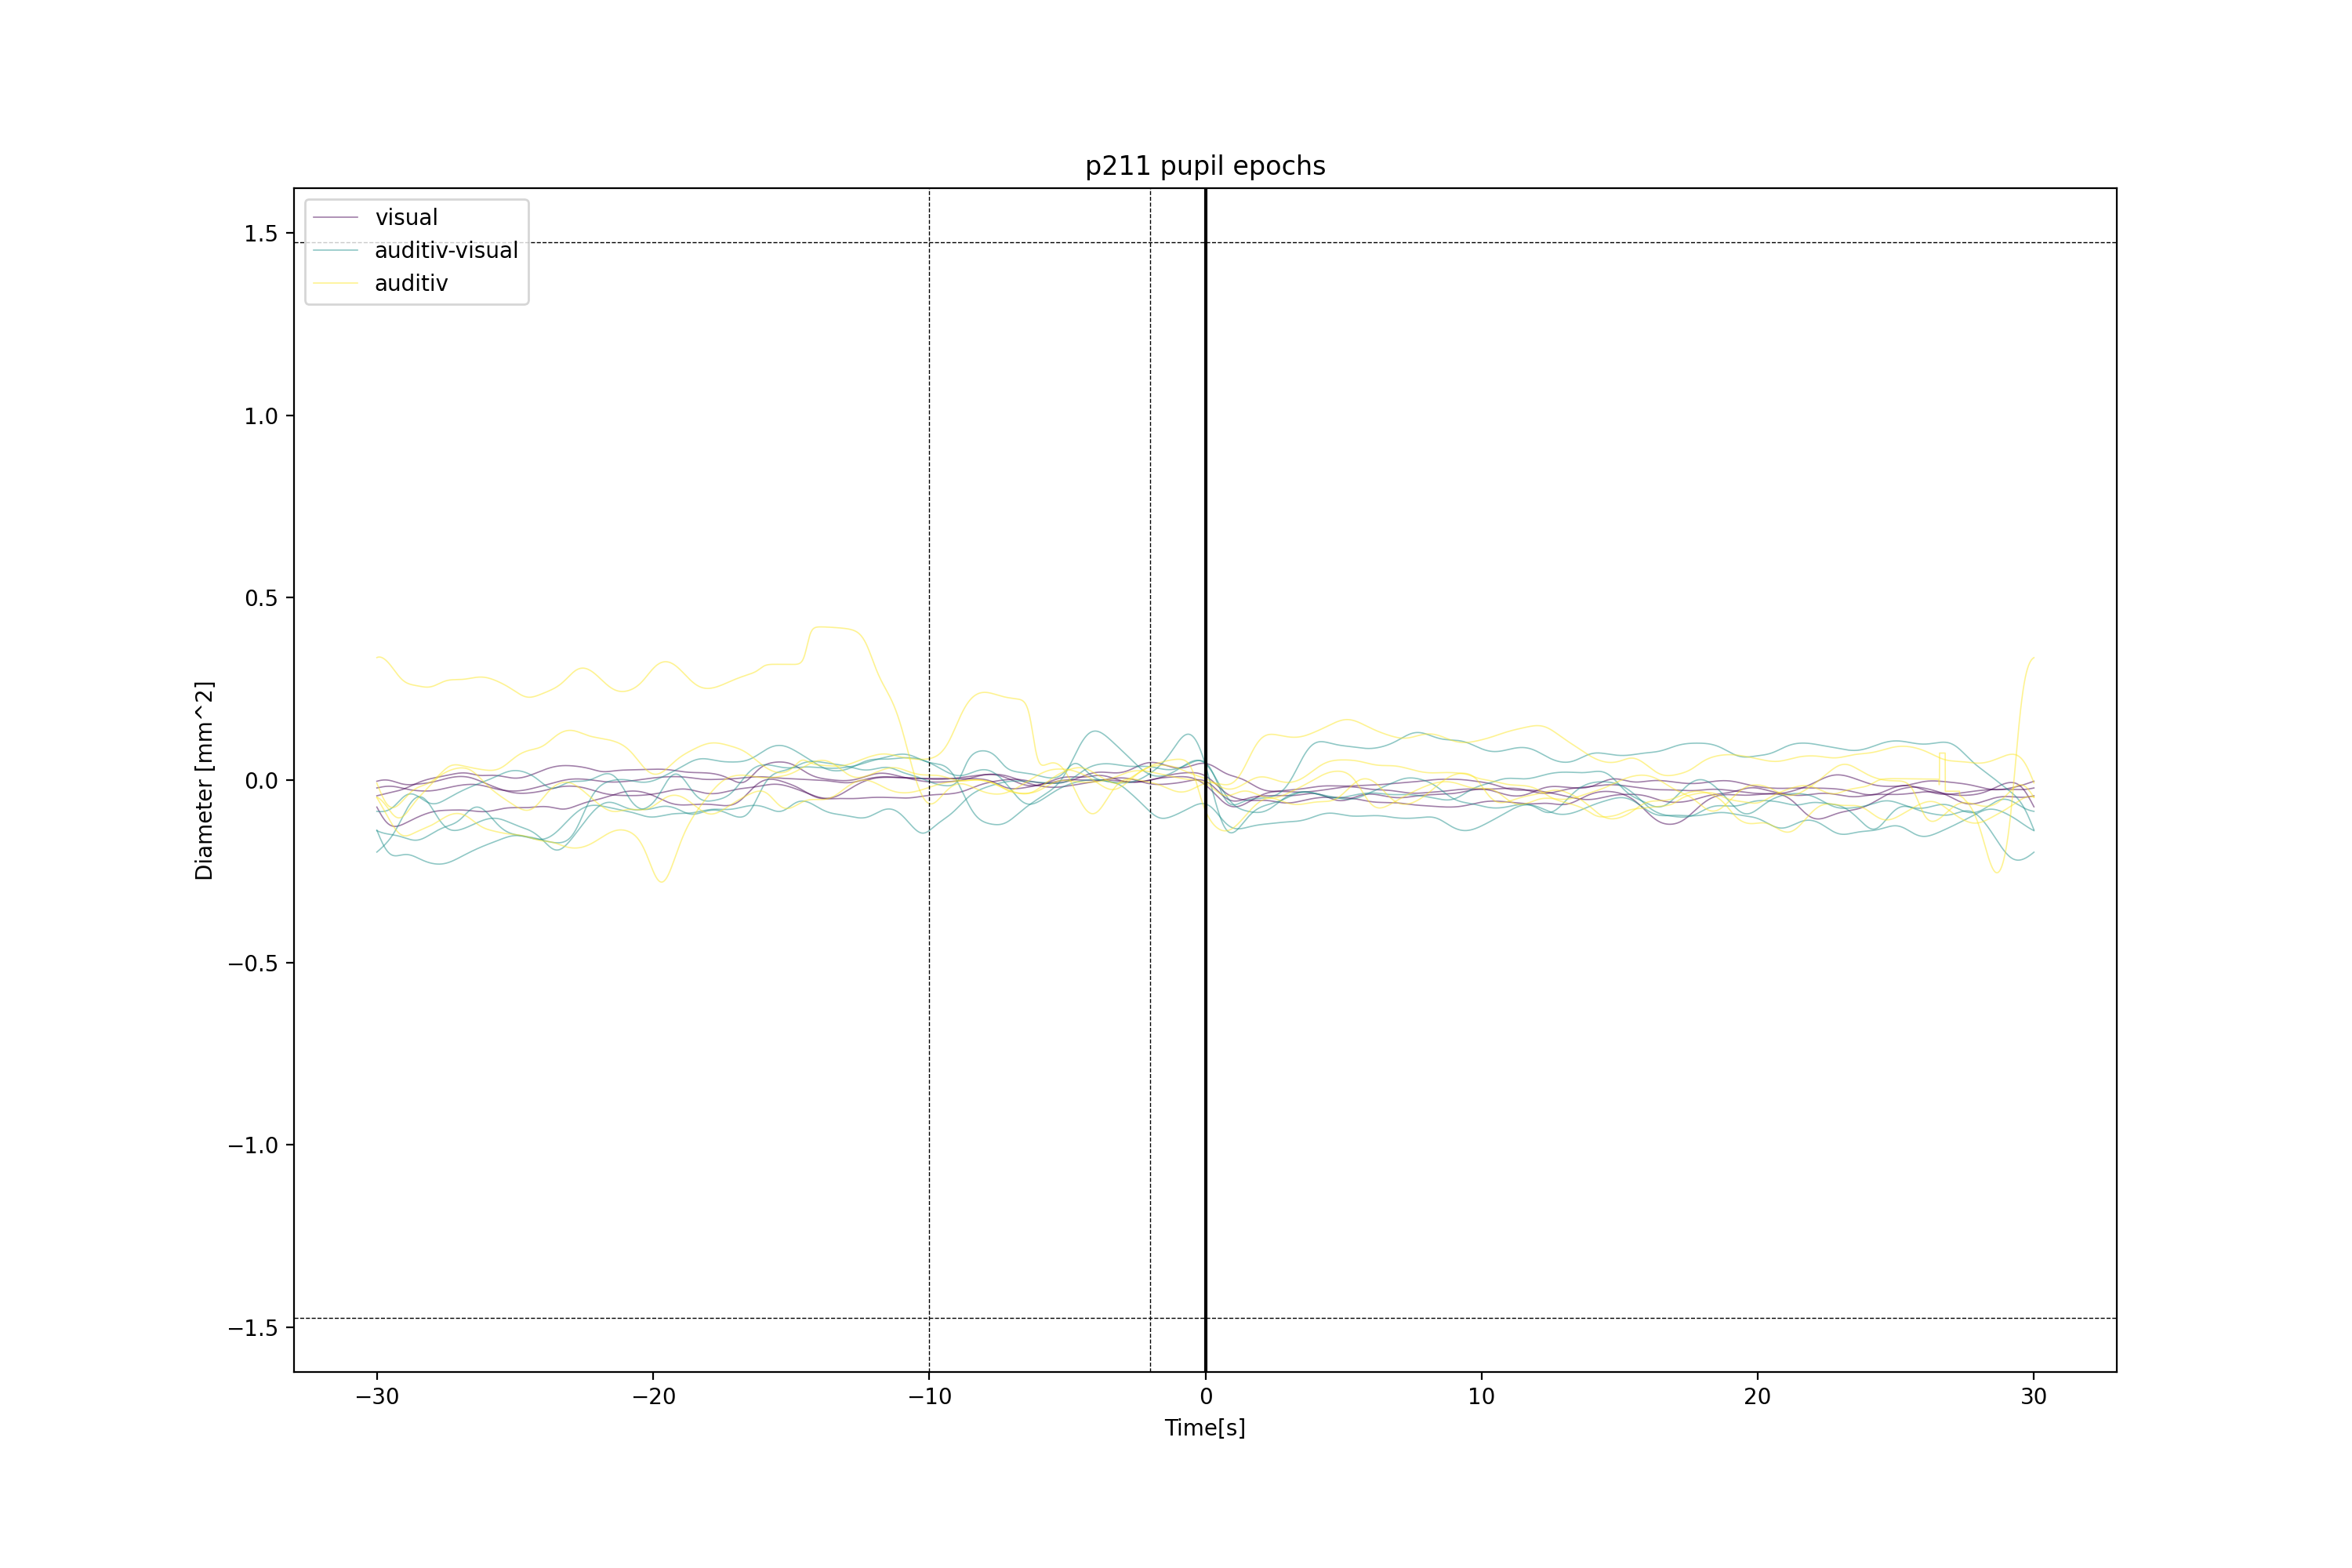 p211 pupil epochs
visual
auditiv-visual
auditiv
1.5
1.0
0.5
0.0
−0.5
−1.0
−1.5
Diameter [mm^2]
−30 −20 −10 0 10 20 30
Time[s]